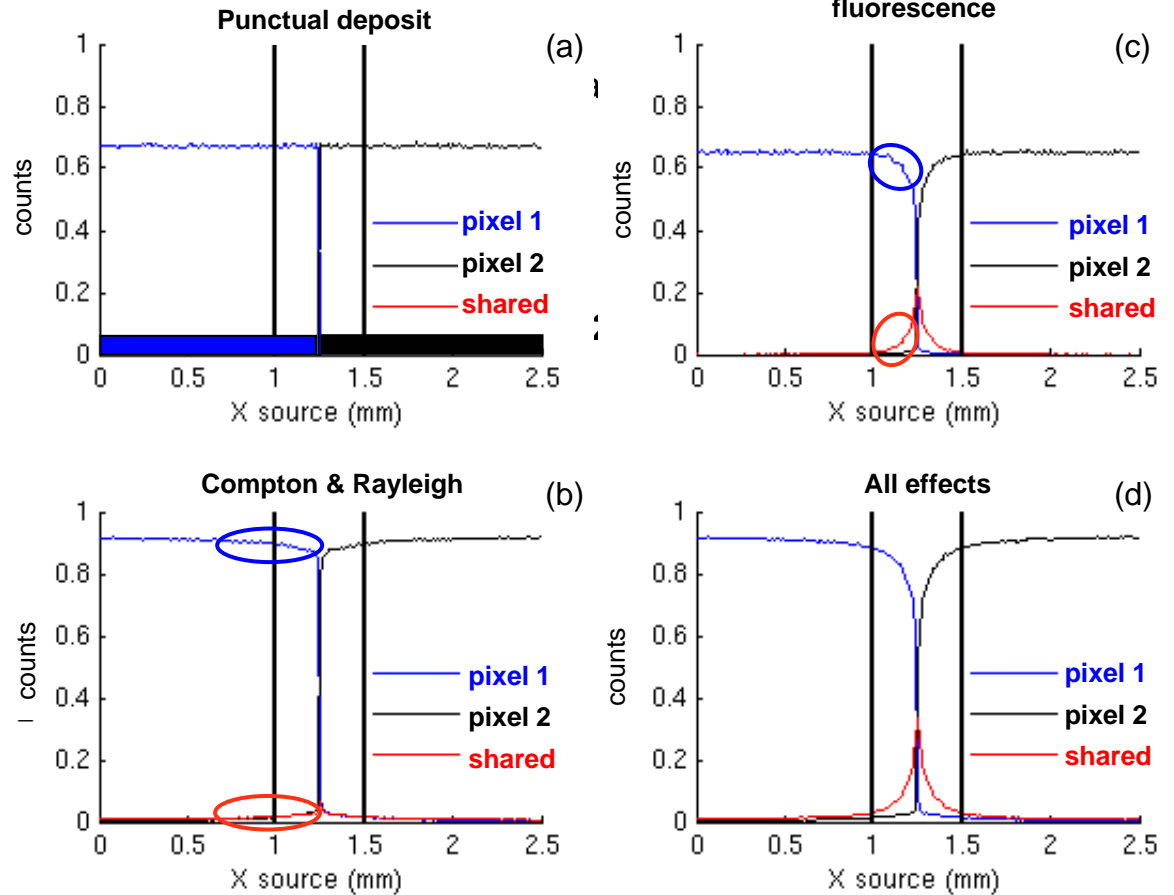 Punctual deposit
(a)
1
0.8
0.6
0.4
0.2
0
counts
pixel 1
pixel 2
shared
0 0.5 1 1.5 2 2.5
X source (mm)
fluorescence
(c)
1
0.8
0.6
0.4
0.2
0
counts
pixel 1
pixel 2
shared
0 0.5 1 1.5 2 2.5
X source (mm)
Compton & Rayleigh
(b)
1
0.8
0.6
0.4
0.2
0
counts
pixel 1
pixel 2
shared
0 0.5 1 1.5 2 2.5
X source (mm)
All effects
(d)
1
0.8
0.6
0.4
0.2
0
counts
pixel 1
pixel 2
shared
0 0.5 1 1.5 2 2.5
X source (mm)